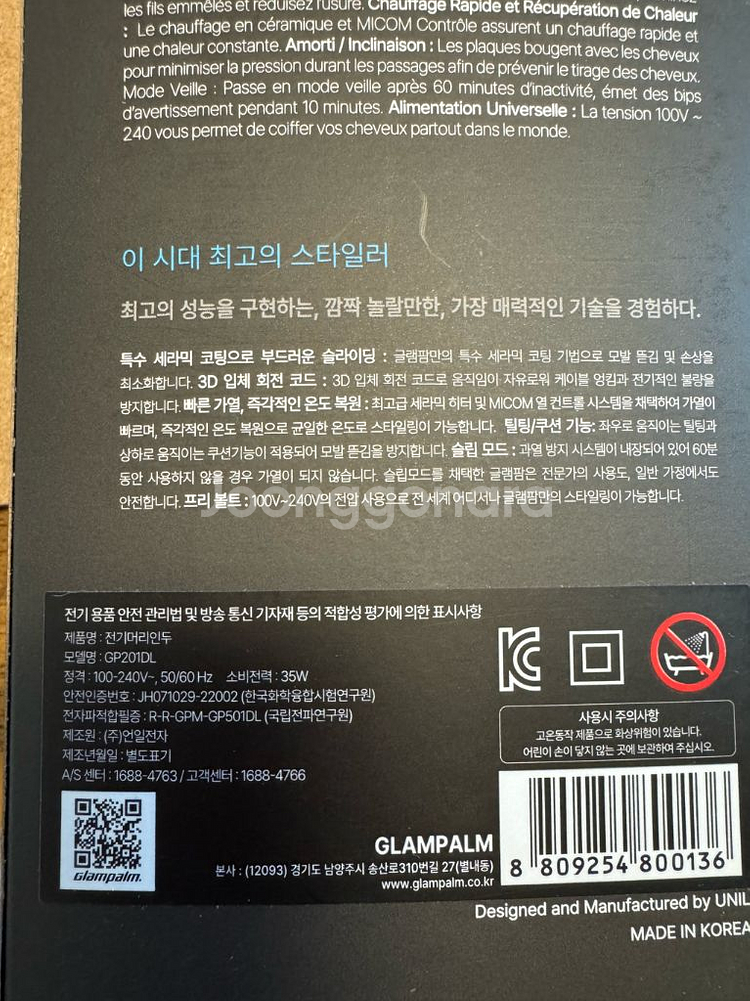 les fils emmêlés et réduisez l'usure. Chauffage Rapide et Récupération de Chaleur
: Le chauffage en céramique et MICOM Contrôle assurent un chauffage rapide et
une chaleur constante. Amorti / Inclinaison : Les plaques bougent avec les cheveux
pour minimiser la pression durant les passages afin de prévenir le tirage des cheveux.
Mode Veille : Passe en mode veille après 60 minutes d'inactivité, émet des bips
d'avertissement pendant 10 minutes. Alimentation Universelle : La tension 100V ~
240 vous permet de coiffer vos cheveux partout dans le monde.
이 시대 최고의 스타일러
최고의 성능을 구현하는, 깜짝 놀랄만한, 가장 매력적인 기술을 경험하다.
특수 세라믹 코팅으로 부드러운 슬라이딩 : 글램팜만의 특수 세라믹 코팅 기법으로 모발 뜯김 및 손상을
최소화합니다. 3D 입체 회전 코드 : 3D 입체 회전 코드로 움직임이 자유로워 케이블 엉킴과 전기적인 불량을
방지합니다. 빠른 가열, 즉각적인 온도 복원 : 최고급 세라믹 히터 및 MICOM 열 컨트롤 시스템을 채택하여 가열이
빠르며, 즉각적인 온도 복원으로 균일한 온도로 스타일링이 가능합니다. 틸팅/쿠션 기능: 좌우로 움직이는 틸팅과
상하로 움직이는 쿠션기능이 적용되어 모발 뜯김을 방지합니다. 슬립 모드 : 과열 방지 시스템이 내장되어 있어 60분
동안 사용하지 않을 경우 가열이 되지 않습니다. 슬립모드를 채택한 글램팜은 전문가의 사용도, 일반 가정에서도
안전합니다. 프리 볼트 : 100V~240V의 전압 사용으로 전 세계 어디서나 글램팜만의 스타일링이 가능합니다.
Joonggonara
전기 용품 안전 관리법 및 방송 통신 기자재 등의 적합성 평가에 의한 표시사항
제품명 : 전기머리인두
모델명 : GP201DL
정격 : 100-240V~, 50/60 Hz 소비전력 : 35W
안전인증번호 : JH071029-22002 (한국화학융합시험연구원)
전자파적합필증 : R-R-GPM-GP501DL (국립전파연구원)
제조원 : (주)언일전자
제조년월일 : 별도표기
A/S 센터 : 1688-4763 / 고객센터 : 1688-4766
사용시 주의사항
고온동작 제품으로 화상위험이 있습니다.
어린이 손이 닿지 않는 곳에 보관하여 주십시오.
Glampalm.
GLAMPALM
본사 : (12093) 경기도 남양주시 송산로310번길 27(별내동)
www.glampalm.co.kr
8 809254 800136
Designed and Manufactured by UNIL
MADE IN KOREA